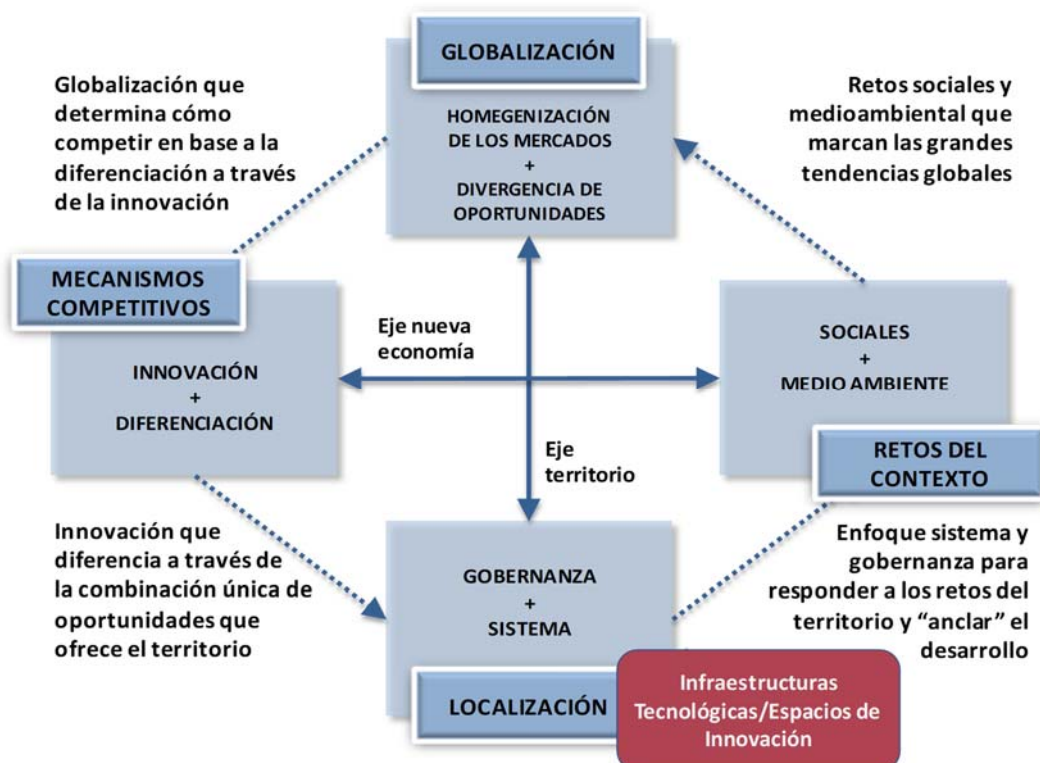 GLOBALIZACIÓN
HOMEGENIZACIÓN
DE LOS MERCADOS
+
DIVERGENCIA DE
OPORTUNIDADES
Globalización que
determina cómo
competir en base a la
diferenciación a través
de la innovación
Retos sociales y
medioambiental que
marcan las grandes
tendencias globales
MECANISMOS
COMPETITIVOS
INNOVACIÓN
+
DIFERENCIACIÓN
Eje nueva
economía
SOCIALES
+
MEDIO AMBIENTE
Eje
territorio
RETOS DEL
CONTEXTO
Innovación que
diferencia a través de
la combinación única de
oportunidades que
ofrece el territorio
GOBERNANZA
+
SISTEMA
Enfoque sistema y
gobernanza para
responder a los retos del
territorio y “anclar” el
desarrollo
LOCALIZACIÓN
Infraestructuras
Tecnológicas/Espacios de
Innovación